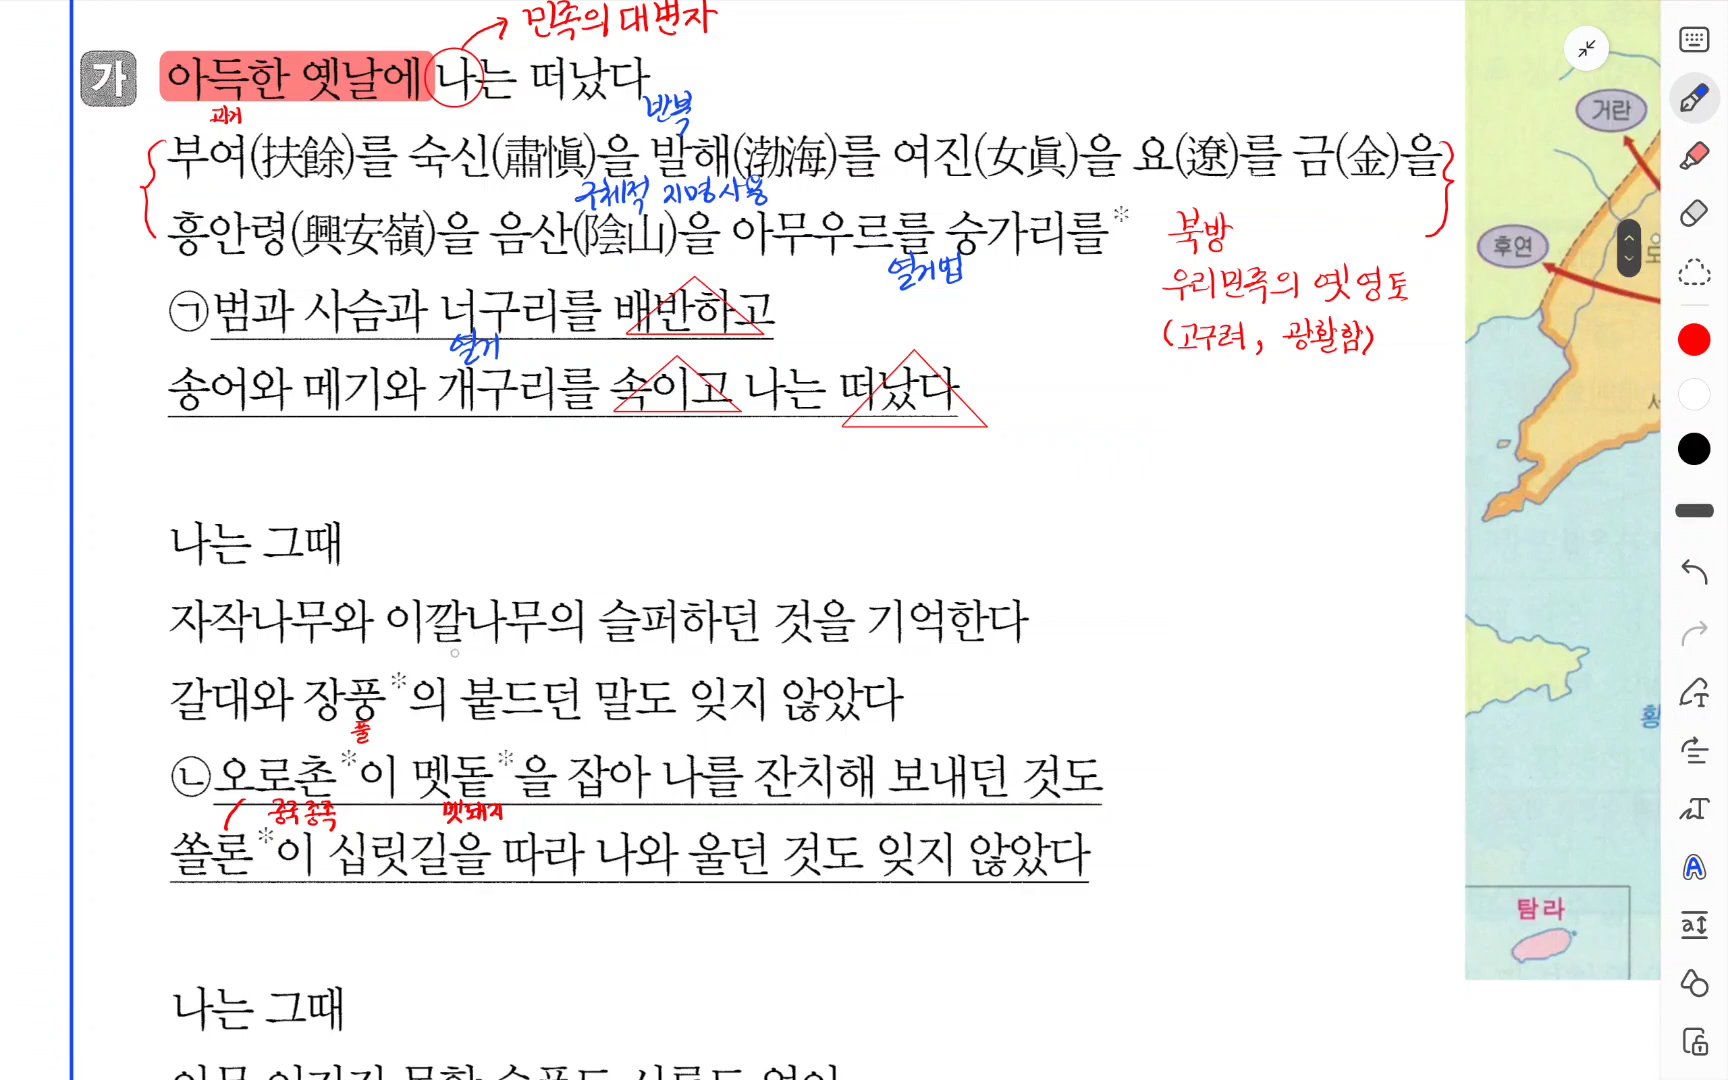 → 민족의 대변자
가 아득한 옛날에 나는 떠났다
과거
반복
부여(扶餘)를 숙신(肅愼)을 발해(渤海)를 여진(女眞)을 요(遼)를 금(金)을
구체적 지명사용
흥안령(興安嶺)을 음산(陰山)을 아무우르를 숭가리를*
열거법
북방
우리민족의 옛 영토
(고구려, 광활함)
㉠범과 사슴과 너구리를 배반하고
열거
송어와 메기와 개구리를 속이고 나는 떠났다
나는 그때
자작나무와 이깔나무의 슬퍼하던 것을 기억한다
갈대와 장풍*의 붙드던 말도 잊지 않았다
풀
㉡오로촌*이 멧돝*을 잡아 나를 잔치해 보내던 것도
중국 종족
멧돼지
쏠론*이 십릿길을 따라 나와 울던 것도 잊지 않았다
나는 그때
거란
후연
황
탐라